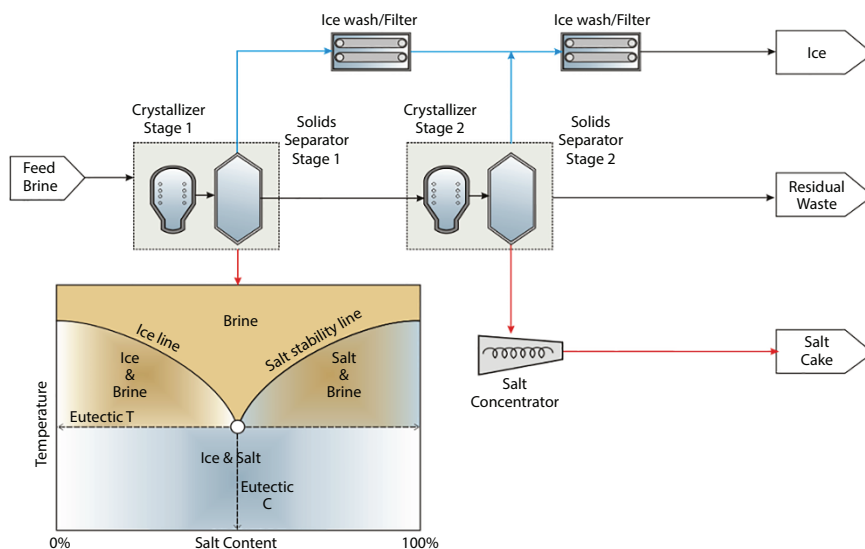 Ice wash/Filter
Ice wash/Filter
Ice
Crystallizer
Stage 1
Solids
Separator
Stage 1
Crystallizer
Stage 2
Solids
Separator
Stage 2
Feed
Brine
Residual
Waste
Brine
Ice line
Salt stability line
Ice
&
Brine
Salt
&
Brine
Salt
Concentrator
Salt
Cake
Temperature
Eutectic T
Ice & Salt
Eutectic
C
0%
Salt Content
100%